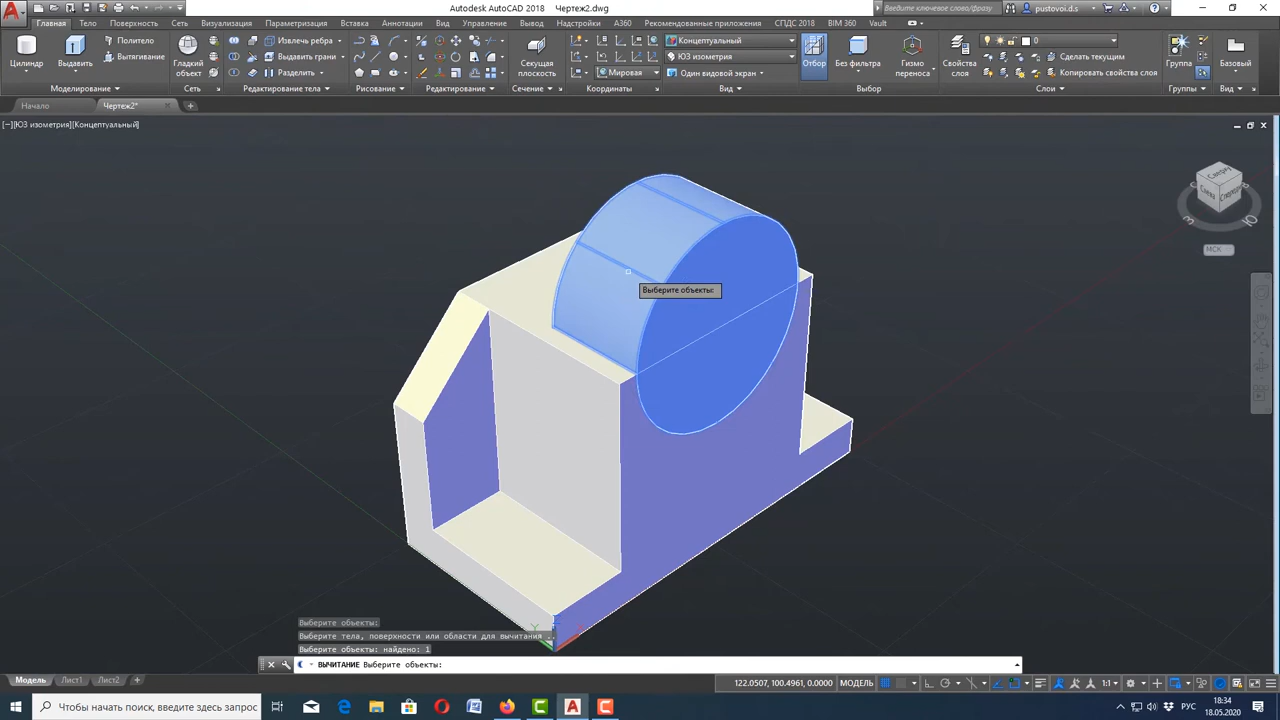 Autodesk AutoCAD 2018 Чертеж2.dwg
Введите ключевое слово/фразу
pustovoi.d.s
Главная Тело Поверхность Сеть Визуализация Параметризация Вставка Аннотации Вид Управление Вывод Надстройки A360 Рекомендованные приложения СПДС 2018 BIM 360 Vault
Цилиндр
Выдавить
Политело
Вытягивание
Моделирование
Гладкий объект
Сеть
Извлечь ребра
Выдавить грани
Разделить
Редактирование тела
Рисование
Редактирование
Секущая плоскость
Сечение
Мировая
Координаты
Концептуальный
ЮЗ изометрия
Один видовой экран
Вид
Отбор
Без фильтра
Гизмо переноса
Выбор
Свойства слоя
0
Сделать текущим
Копировать свойства слоя
Слои
Группа
Группы
Базовый
Вид
Начало Чертеж2*
[−][ЮЗ изометрия][Концептуальный]
МСК
Выберите объекты:
Выберите объекты:
Выберите тела, поверхности или области для вычитания ..
Выберите объекты: найдено: 1
ВЫЧИТАНИЕ Выберите объекты:
Модель Лист1 Лист2
122.0507, 100.4961, 0.0000 МОДЕЛЬ
1:1
Чтобы начать поиск, введите запрос
РУС
18:34
18.05.2020